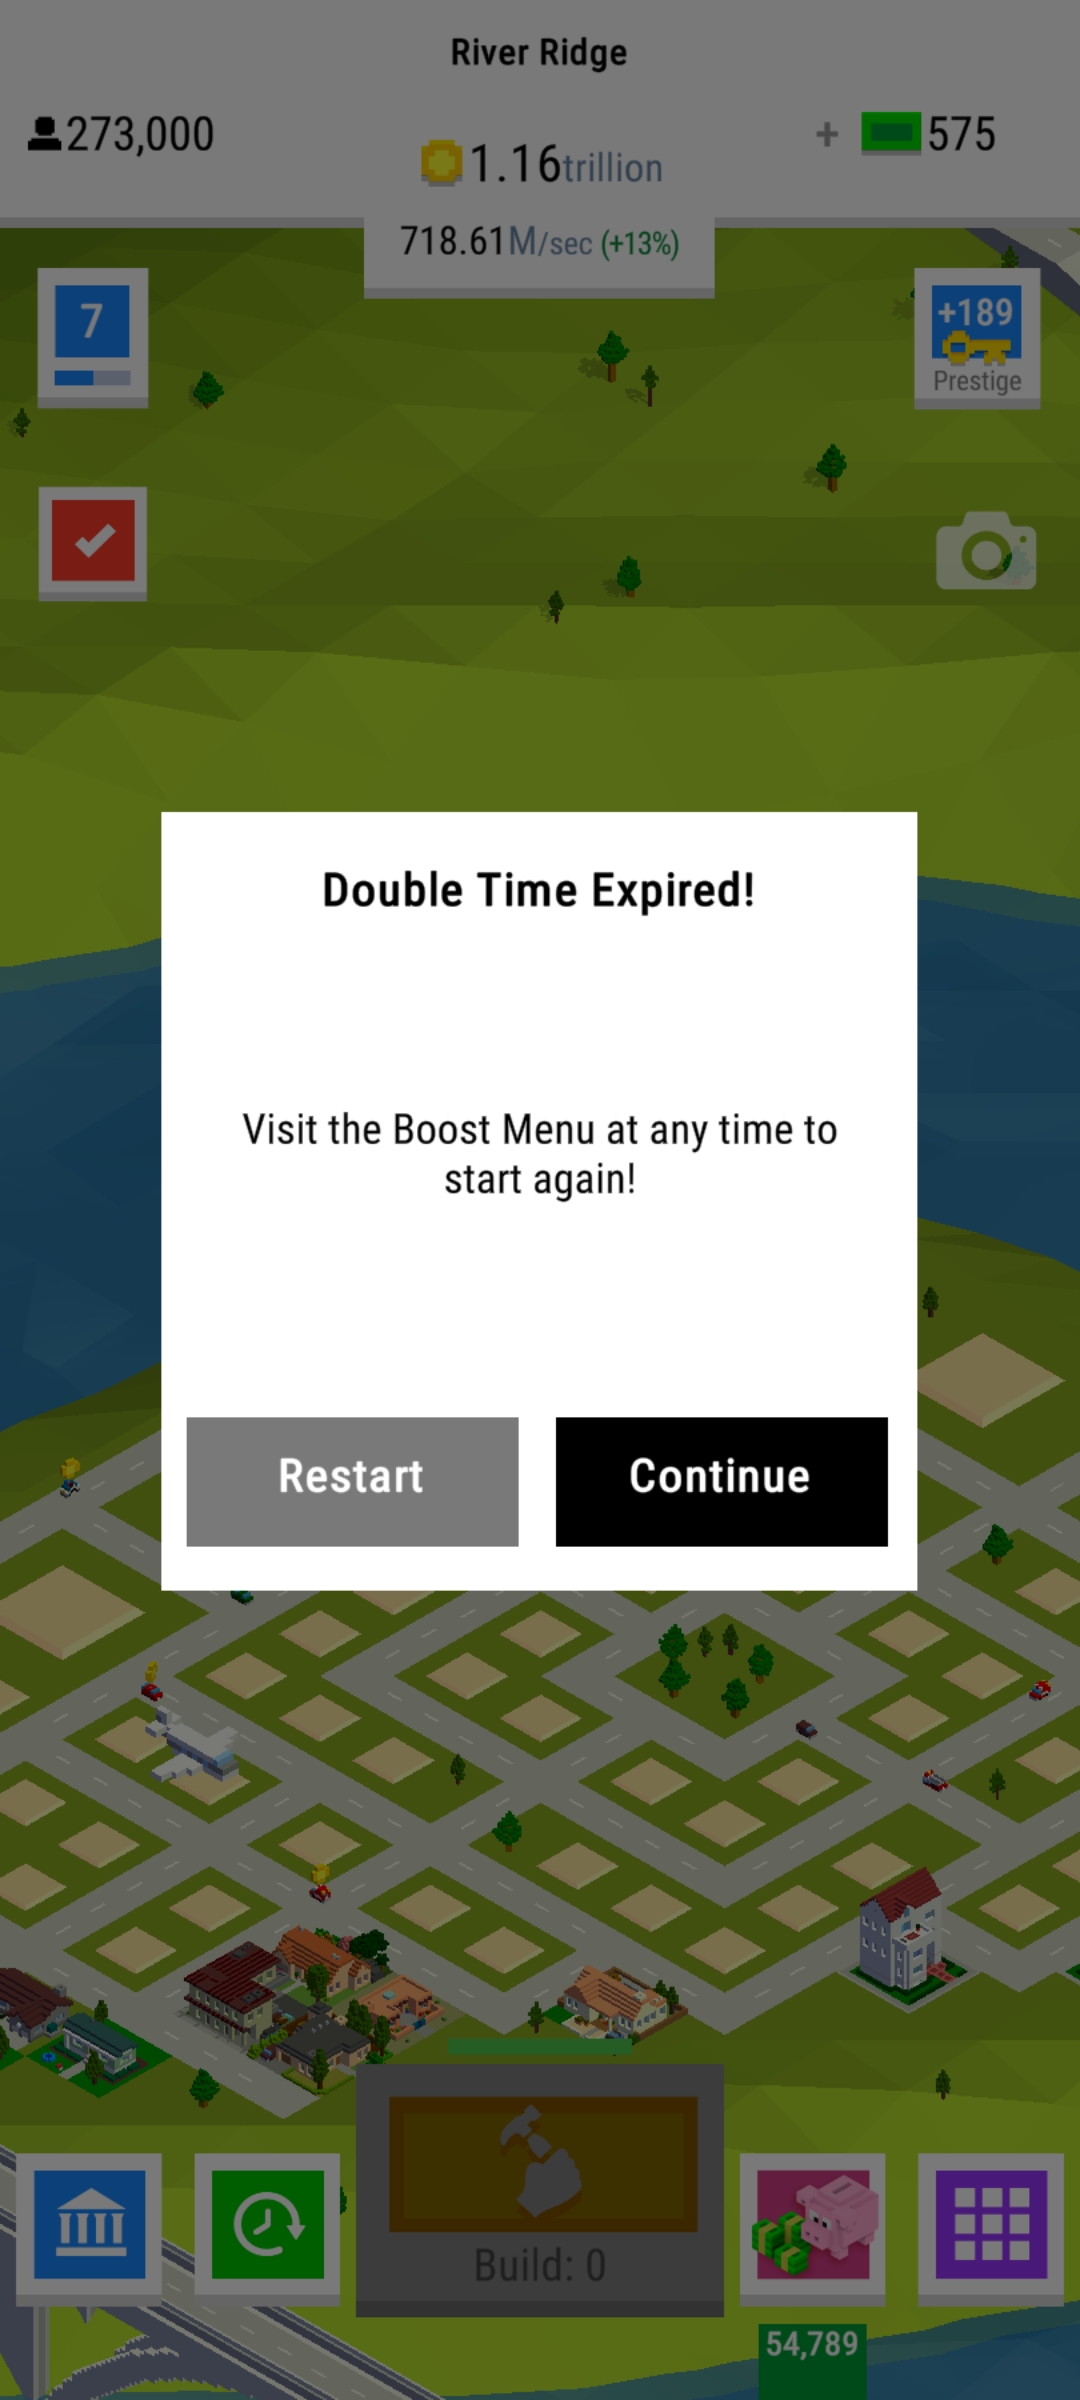 River Ridge
273,000
1.16trillion
+ 575
718.61M/sec (+13%)
7
+189
Prestige
Double Time Expired!
Visit the Boost Menu at any time to
start again!
Restart
Continue
Build: 0
54,789